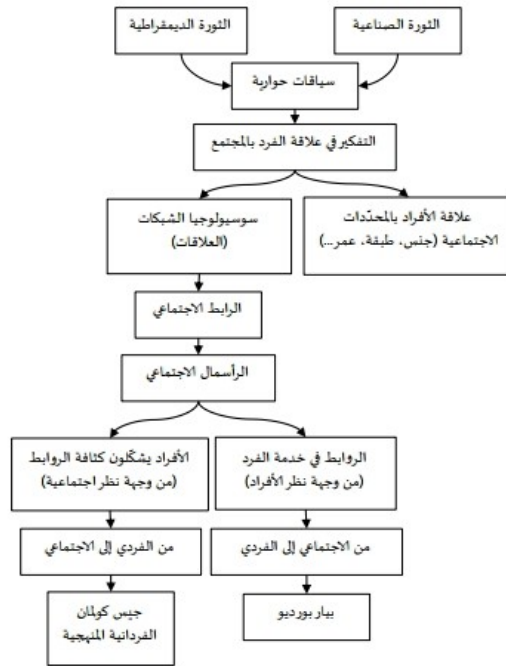 الثورة الصناعية
الثورة الديمقراطية
سياقات حوارية
التفكير في علاقة الفرد بالمجتمع
علاقة الأفراد بالمحدّدات
الاجتماعية (جنس، طبقة، عمر...)
سوسيولوجيا الشبكات
(العلاقات)
الرابط الاجتماعي
الرأسمال الاجتماعي
الروابط في خدمة الفرد
(من وجهة نظر الأفراد)
الأفراد يشكّلون كثافة الروابط
(من وجهة نظر اجتماعية)
من الاجتماعي إلى الفردي
من الفردي إلى الاجتماعي
بيار بورديو
جيّس كولمان
الفردانية المنهجية